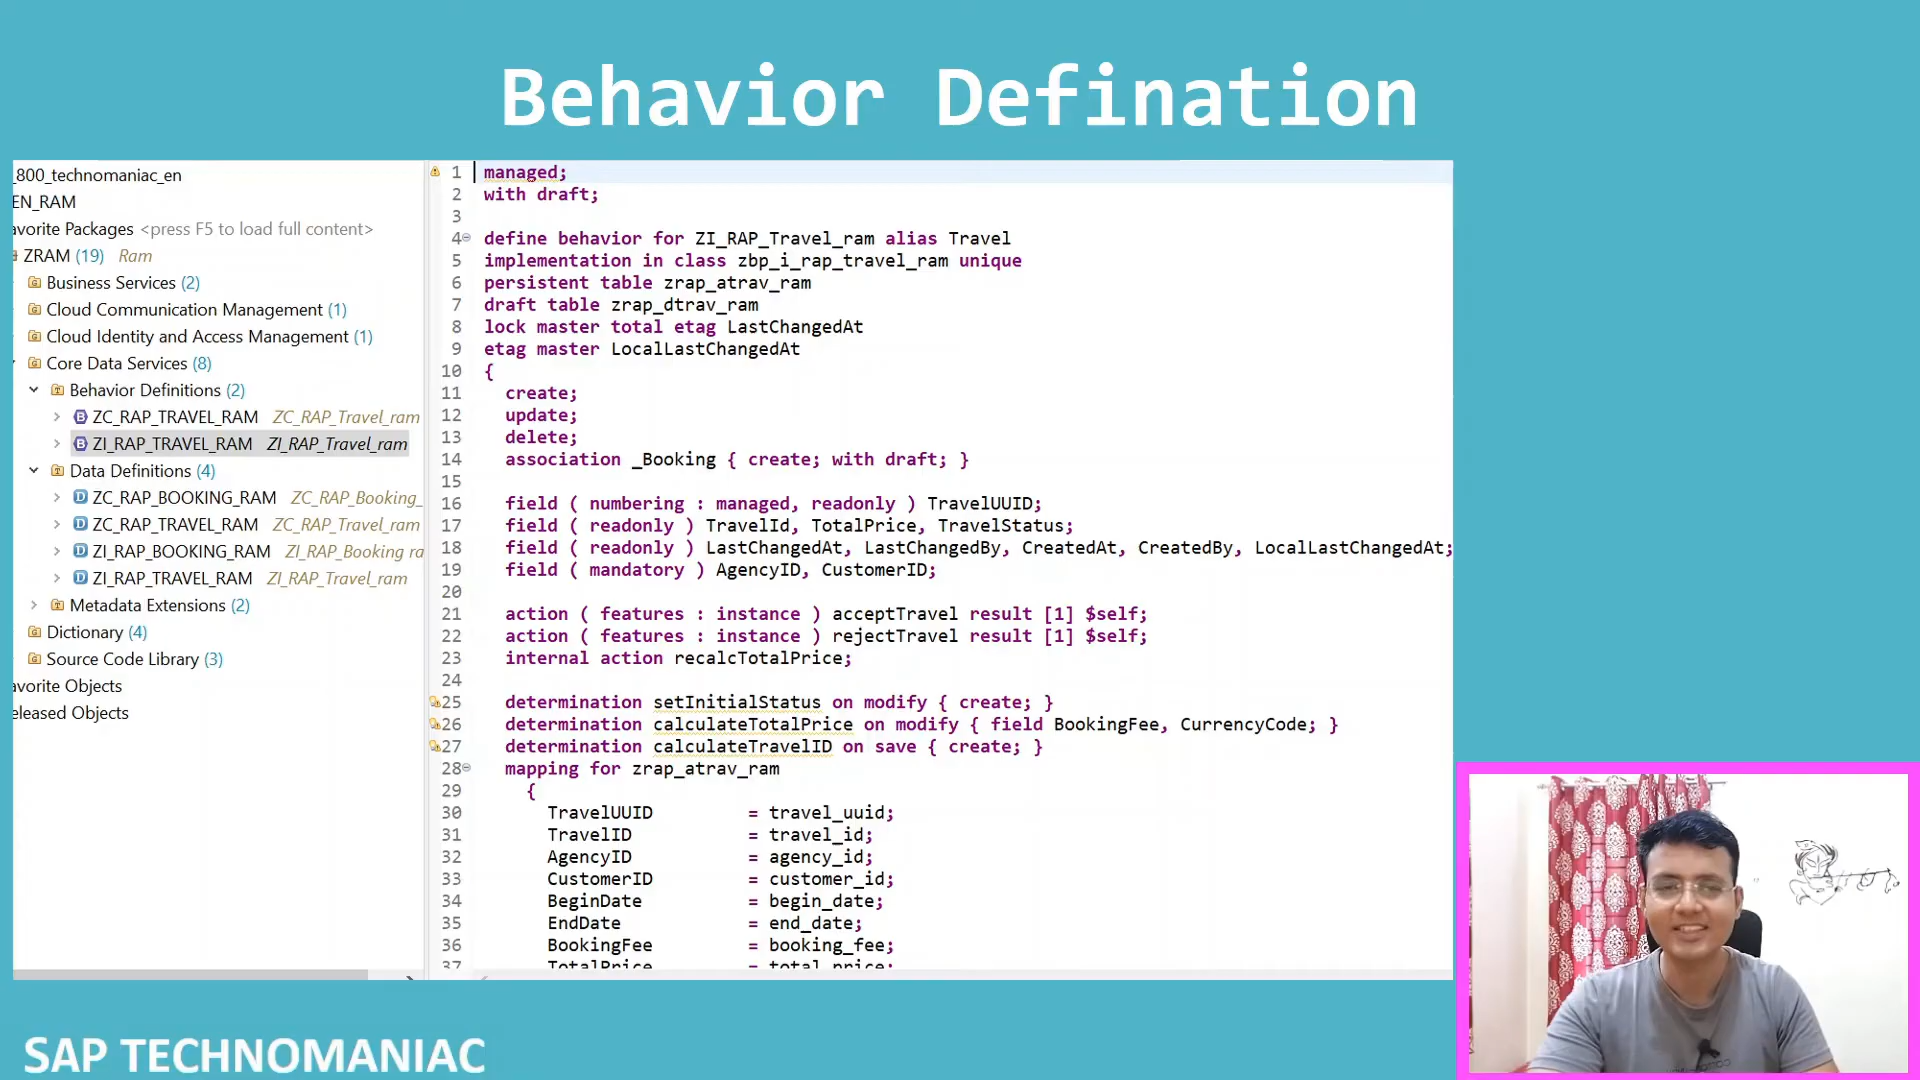 Behavior Defination
_800_technomaniac_en
EN_RAM
avorite Packages <press F5 to load full content>
ZRAM (19) Ram
Business Services (2)
Cloud Communication Management (1)
Cloud Identity and Access Management (1)
Core Data Services (8)
Behavior Definitions (2)
ZC_RAP_TRAVEL_RAM ZC_RAP_Travel_ram
ZI_RAP_TRAVEL_RAM ZI_RAP_Travel_ram
Data Definitions (4)
ZC_RAP_BOOKING_RAM ZC_RAP_Booking_
ZC_RAP_TRAVEL_RAM ZC_RAP_Travel_ram
ZI_RAP_BOOKING_RAM ZI_RAP_Booking ra
ZI_RAP_TRAVEL_RAM ZI_RAP_Travel_ram
Metadata Extensions (2)
Dictionary (4)
Source Code Library (3)
avorite Objects
eleased Objects
1 managed;
2 with draft;
3
4 define behavior for ZI_RAP_Travel_ram alias Travel
5 implementation in class zbp_i_rap_travel_ram unique
6 persistent table zrap_atrav_ram
7 draft table zrap_dtrav_ram
8 lock master total etag LastChangedAt
9 etag master LocalLastChangedAt
10 {
11 create;
12 update;
13 delete;
14 association _Booking { create; with draft; }
15
16 field ( numbering : managed, readonly ) TravelUUID;
17 field ( readonly ) TravelId, TotalPrice, TravelStatus;
18 field ( readonly ) LastChangedAt, LastChangedBy, CreatedAt, CreatedBy, LocalLastChangedAt;
19 field ( mandatory ) AgencyID, CustomerID;
20
21 action ( features : instance ) acceptTravel result [1] $self;
22 action ( features : instance ) rejectTravel result [1] $self;
23 internal action recalcTotalPrice;
24
25 determination setInitialStatus on modify { create; }
26 determination calculateTotalPrice on modify { field BookingFee, CurrencyCode; }
27 determination calculateTravelID on save { create; }
28 mapping for zrap_atrav_ram
29 {
30 TravelUUID = travel_uuid;
31 TravelID = travel_id;
32 AgencyID = agency_id;
33 CustomerID = customer_id;
34 BeginDate = begin_date;
35 EndDate = end_date;
36 BookingFee = booking_fee;
37 TotalPrice = total_price;
SAP TECHNOMANIAC